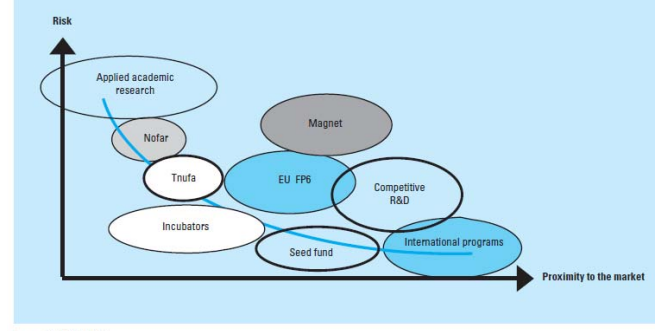 Risk
Applied academic
research
Magnet
Nofar
Tnufa
EU FP6
Competitive
R&D
Incubators
International programs
Seed fund
Proximity to the market